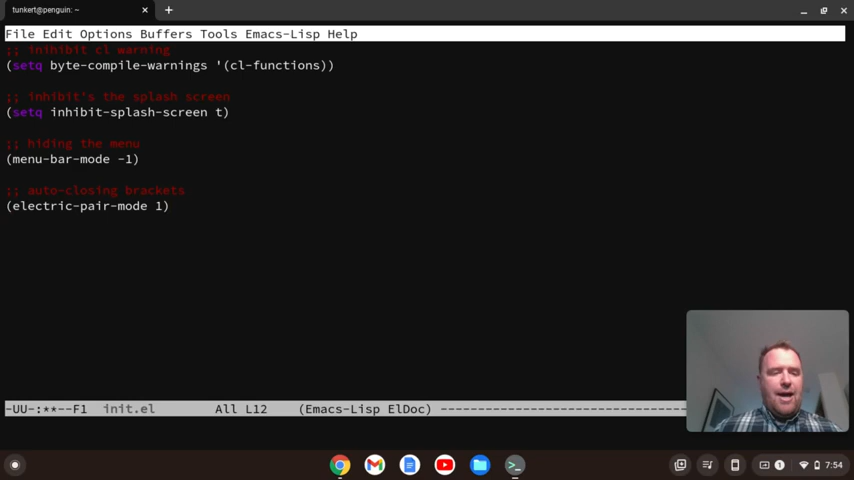 tunkert@penguin: ~
File Edit Options Buffers Tools Emacs-Lisp Help
;; inihibit cl warning
(setq byte-compile-warnings '(cl-functions))
;; inhibit's the splash screen
(setq inhibit-splash-screen t)
;; hiding the menu
(menu-bar-mode -1)
;; auto-closing brackets
(electric-pair-mode 1)
-UU-:**--F1 init.el All L12 (Emacs-Lisp ElDoc) ---------------------------------
1 7:54